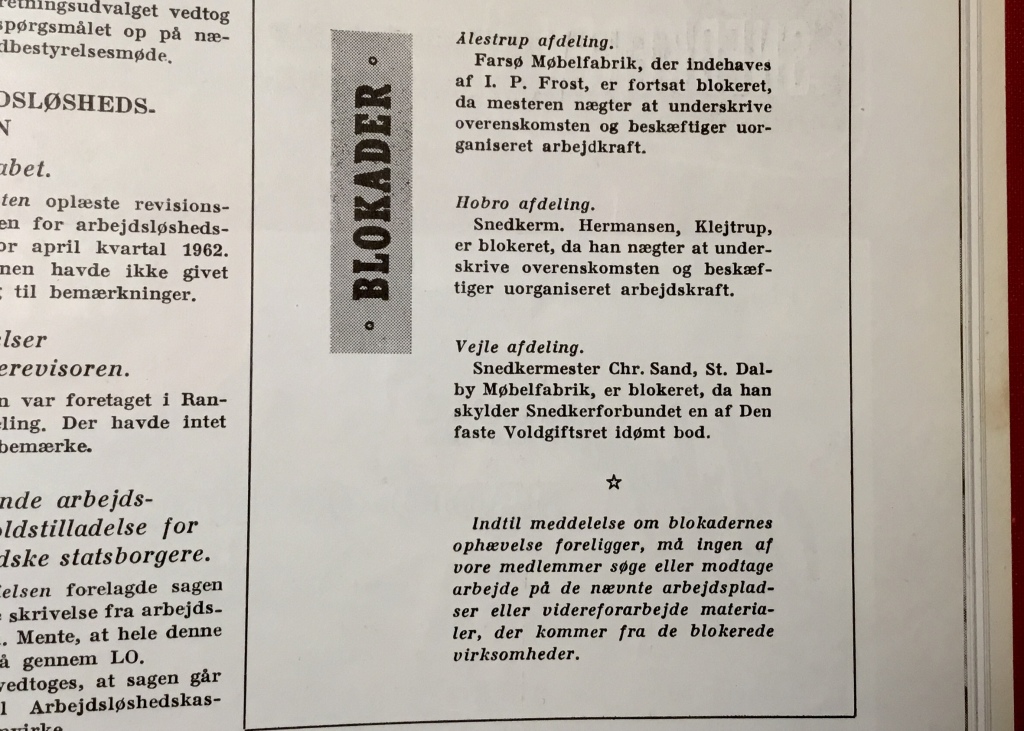 retningsudvalget vedtog
spørgsmålet op på næ-
dbestyrelsesmøde.
DSLØSHEDS-
N
abet.
ten oplæste revisions-
en for arbejdsløsheds-
or april kvartal 1962.
nen havde ikke givet
til bemærkninger.
elser
erevisoren.
n var foretaget i Ran-
eling. Der havde intet
bemærke.
nde arbejds-
oldstilladelse for
dske statsborgere.
elsen forelagde sagen
e skrivelse fra arbejds-
. Mente, at hele denne
å gennem LO.
vedtoges, at sagen går
l Arbejdsløshedskas-
mvirke.
BLOKADER
Alestrup afdeling.
Farsø Møbelfabrik, der indehaves
af I. P. Frost, er fortsat blokeret,
da mesteren nægter at underskrive
overenskomsten og beskæftiger uor-
ganiseret arbejdkraft.
Hobro afdeling.
Snedkerm. Hermansen, Klejtrup,
er blokeret, da han nægter at under-
skrive overenskomsten og beskæf-
tiger uorganiseret arbejdskraft.
Vejle afdeling.
Snedkermester Chr. Sand, St. Dal-
by Møbelfabrik, er blokeret, da han
skylder Snedkerforbundet en af Den
faste Voldgiftsret idømt bod.
Indtil meddelelse om blokadernes
ophævelse foreligger, må ingen af
vore medlemmer søge eller modtage
arbejde på de nævnte arbejdsplad-
ser eller videreforarbejde materia-
ler, der kommer fra de blokerede
virksomheder.